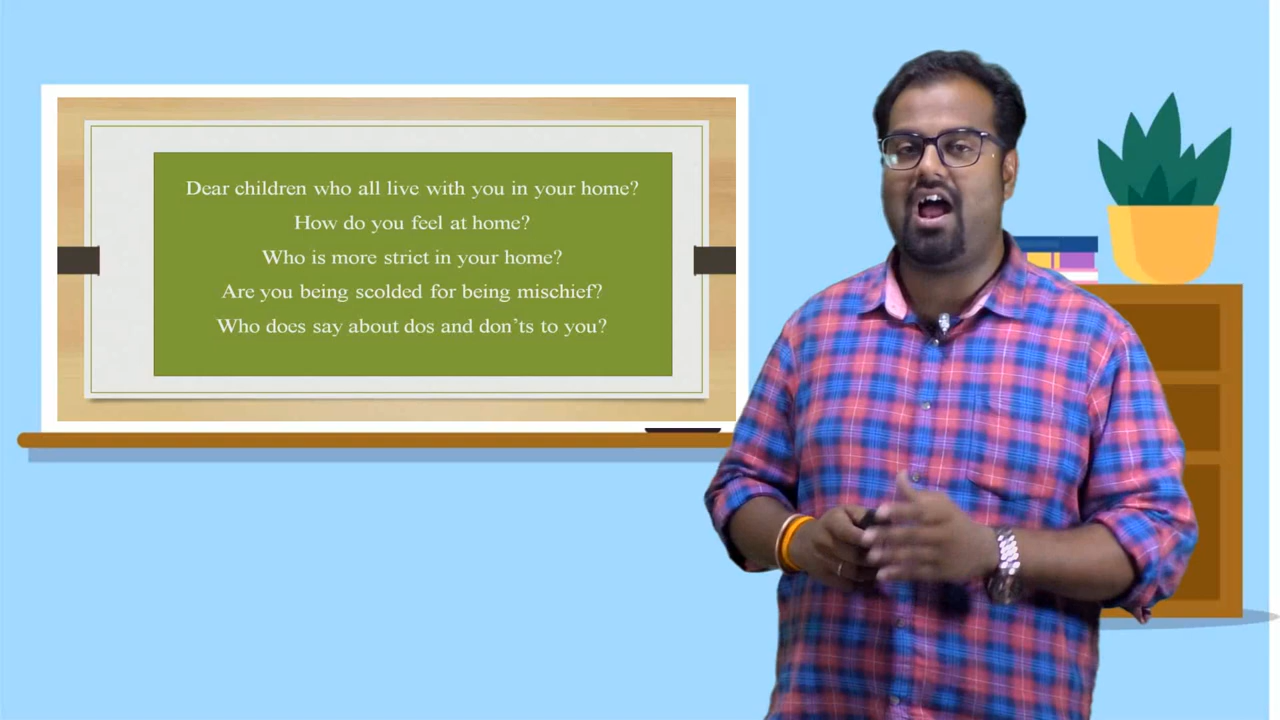 Dear children who all live with you in your home?
How do you feel at home?
Who is more strict in your home?
Are you being scolded for being mischief?
Who does say about dos and don’ts to you?